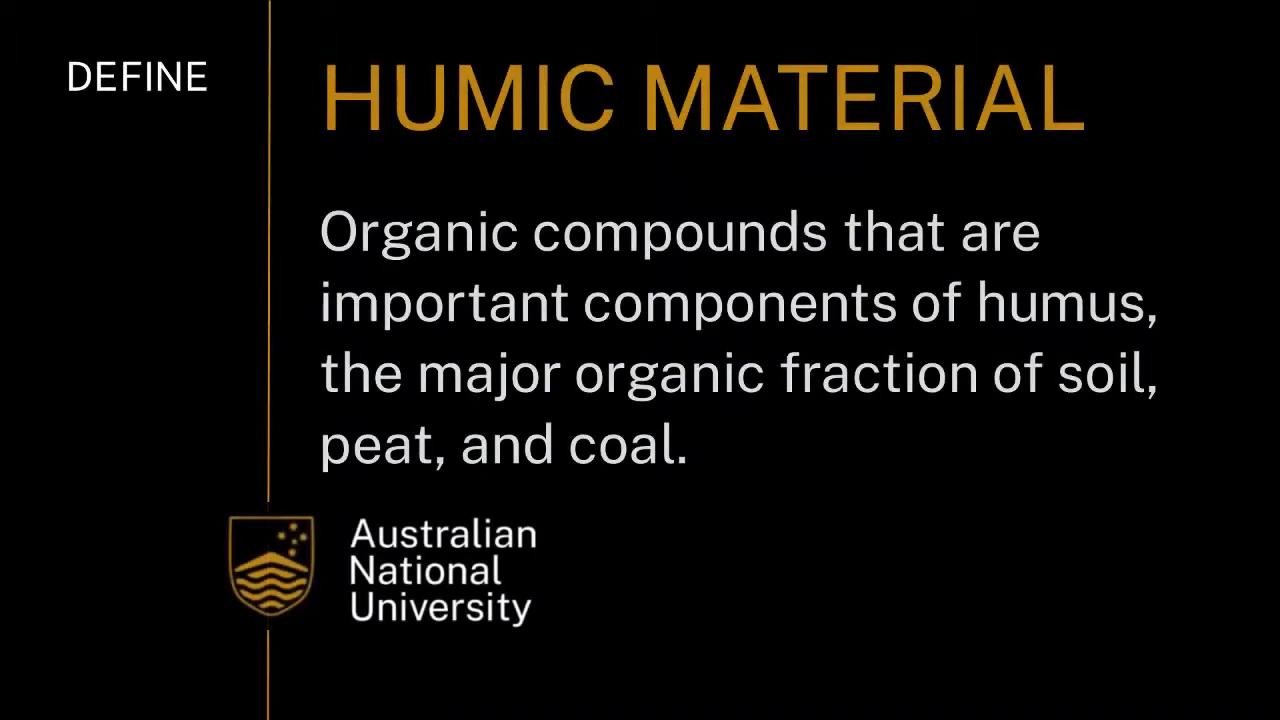 DEFINE
HUMIC MATERIAL
Organic compounds that are
important components of humus,
the major organic fraction of soil,
peat, and coal.
Australian
National
University